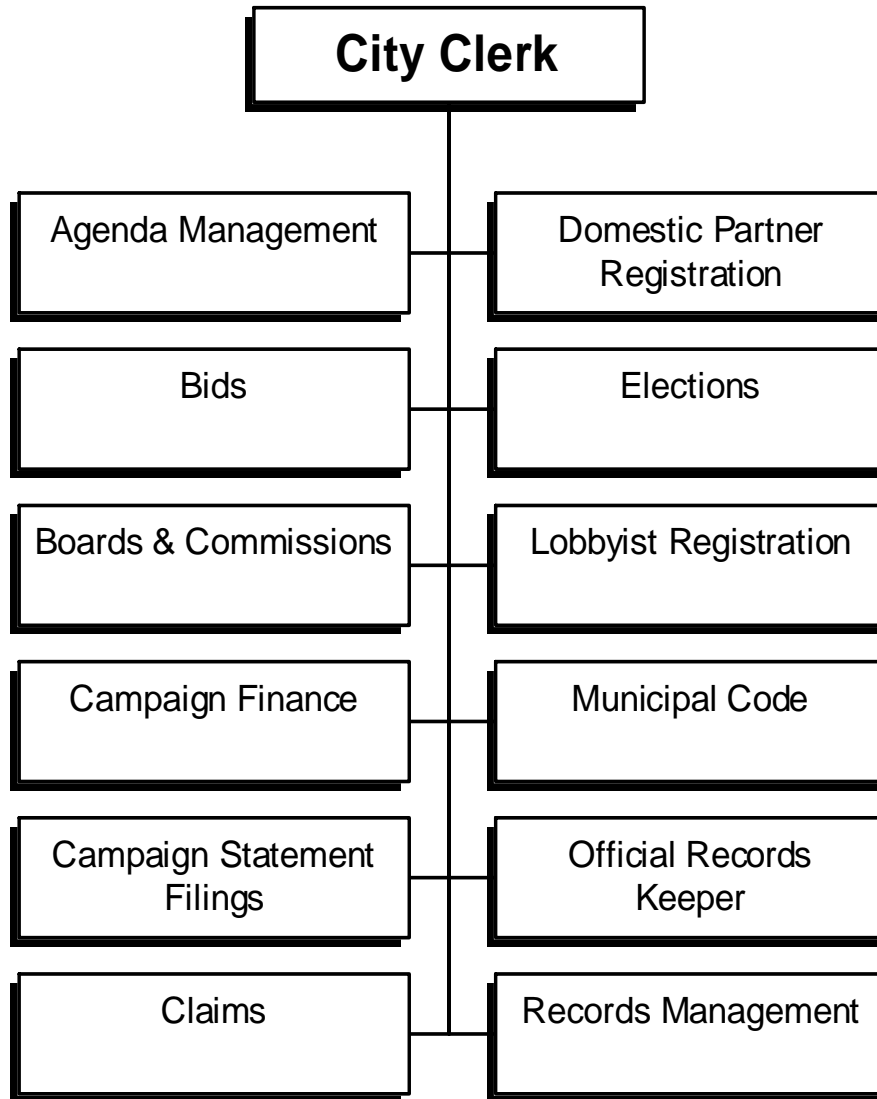 City Clerk
Agenda Management
Domestic Partner
Registration
Bids
Elections
Boards & Commissions
Lobbyist Registration
Campaign Finance
Municipal Code
Campaign Statement
Filings
Official Records
Keeper
Claims
Records Management